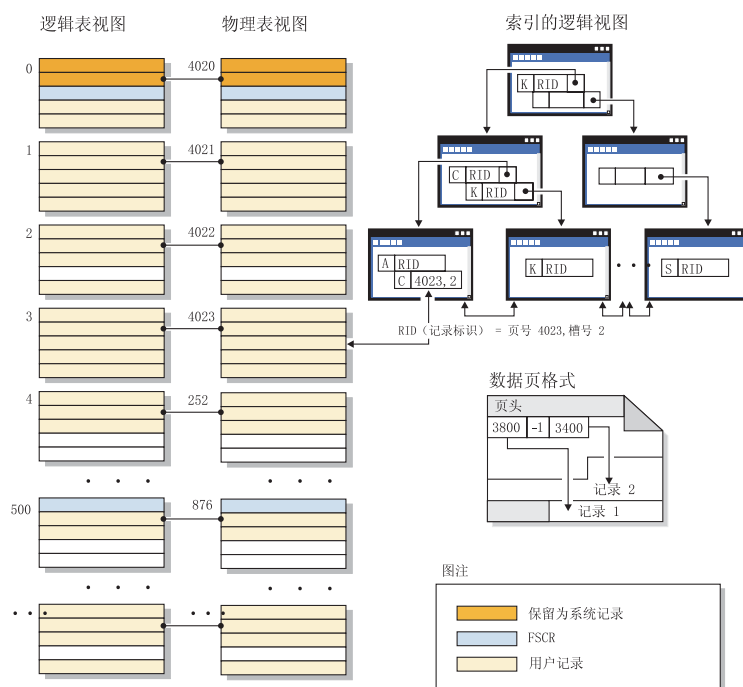 逻辑表视图
物理表视图
索引的逻辑视图
0
4020
K RID
1
4021
C RID
K RID
2
4022
A RID
C 4023,2
K RID
S RID
3
4023
RID（记录标识） = 页号 4023,槽号 2
4
252
数据页格式
页头
3800 -1 3400
记录 2
记录 1
500
876
图注
保留为系统记录
FSCR
用户记录